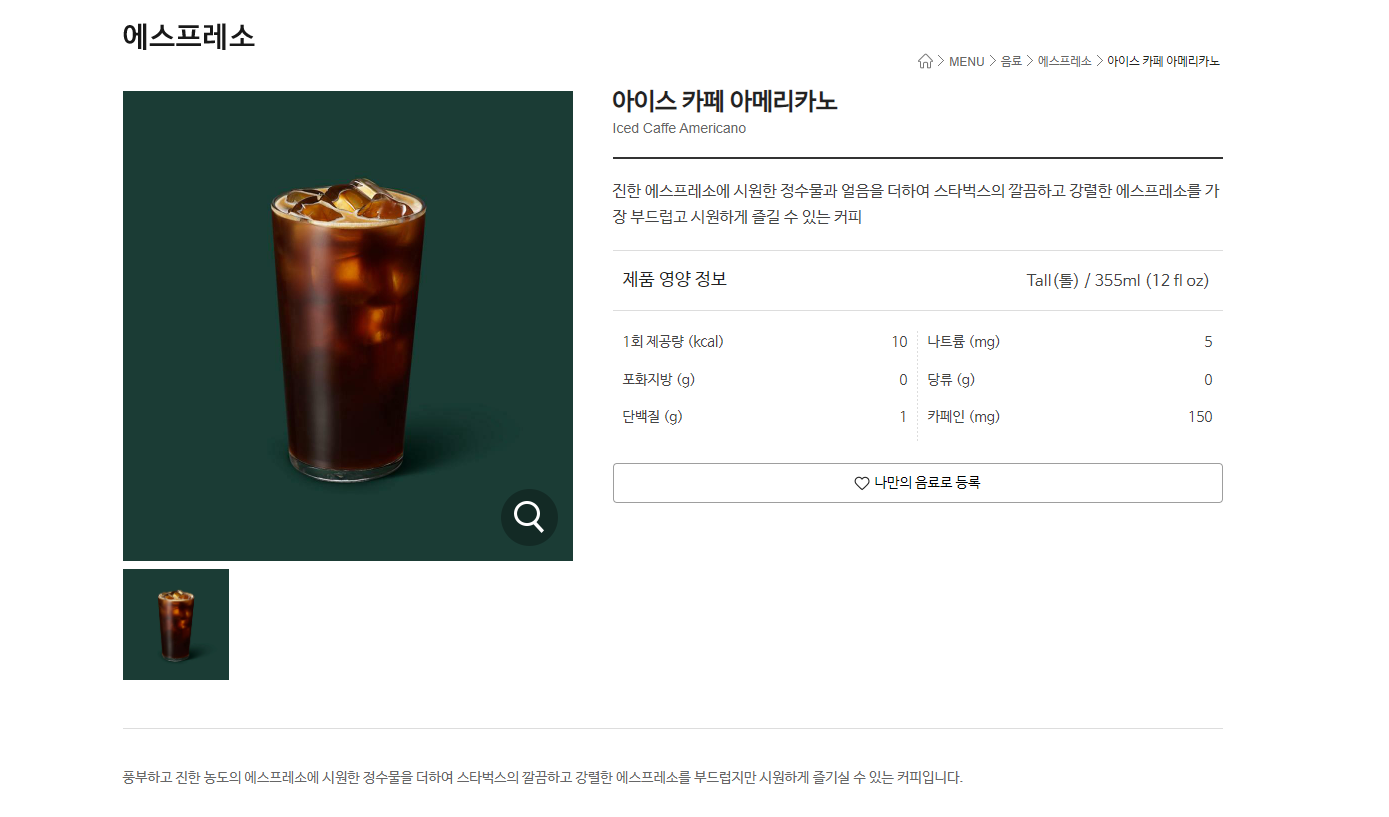 에스프레소
MENU 음료 에스프레소 아이스 카페 아메리카노
아이스 카페 아메리카노
Iced Caffe Americano
진한 에스프레소에 시원한 정수물과 얼음을 더하여 스타벅스의 깔끔하고 강렬한 에스프레소를 가
장 부드럽고 시원하게 즐길 수 있는 커피
제품 영양 정보 Tall(톨) / 355ml (12 fl oz)
1회 제공량 (kcal) 10 나트륨 (mg) 5
포화지방 (g) 0 당류 (g) 0
단백질 (g) 1 카페인 (mg) 150
나만의 음료로 등록
풍부하고 진한 농도의 에스프레소에 시원한 정수물을 더하여 스타벅스의 깔끔하고 강렬한 에스프레소를 부드럽지만 시원하게 즐기실 수 있는 커피입니다.